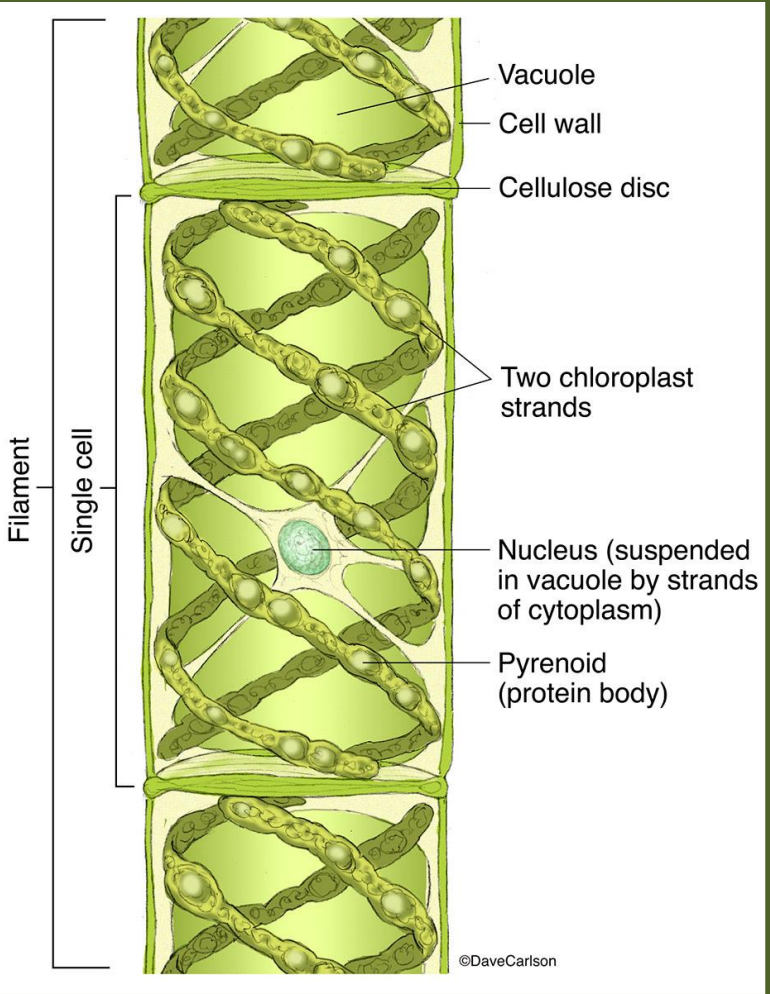 Vacuole
Cell wall
Cellulose disc
Two chloroplast
strands
Filament
Single cell
Nucleus (suspended
in vacuole by strands
of cytoplasm)
Pyrenoid
(protein body)
©DaveCarlson